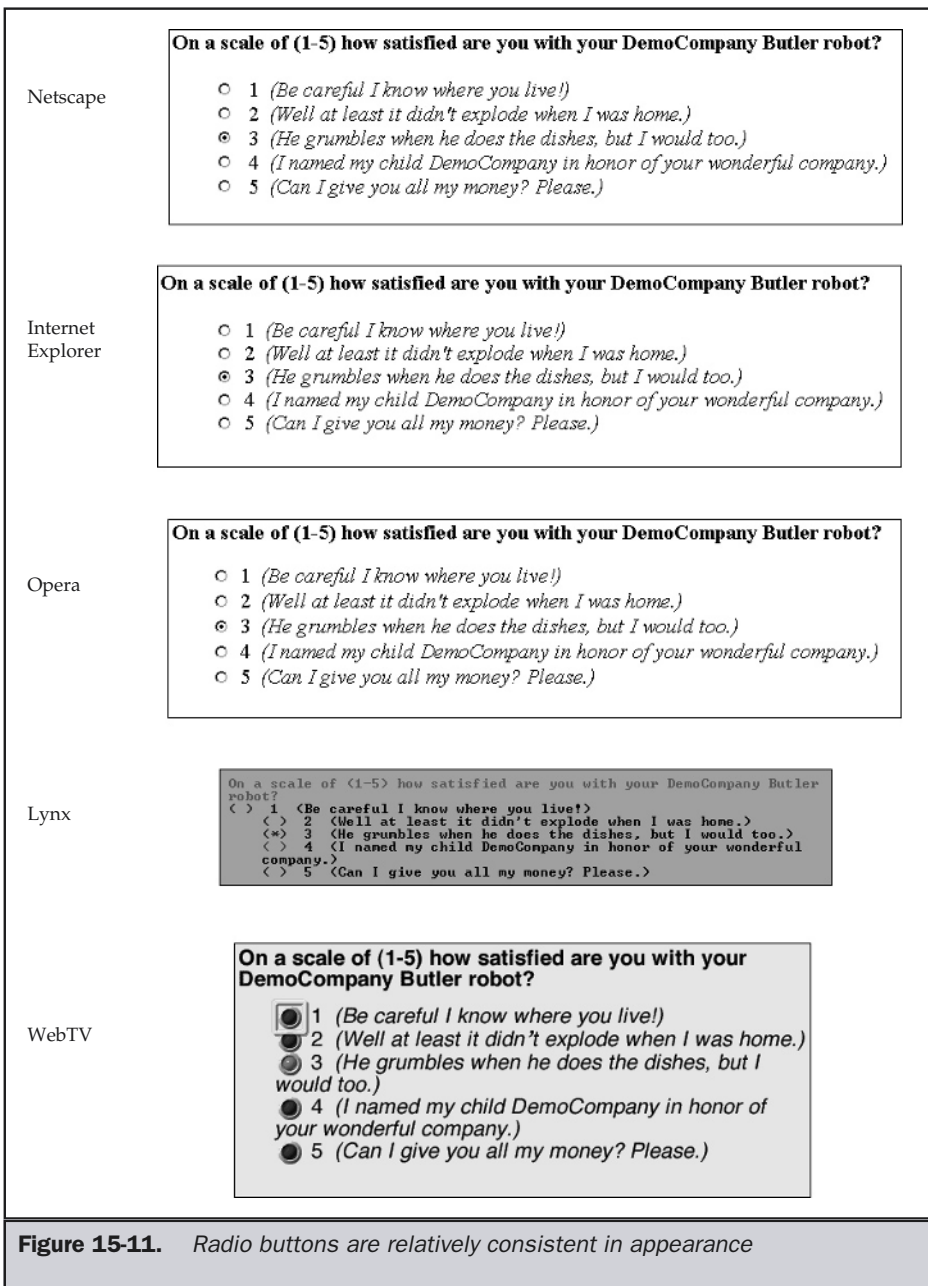 Netscape
On a scale of (1-5) how satisfied are you with your DemoCompany Butler robot?
1 (Be careful I know where you live!)
2 (Well at least it didn't explode when I was home.)
3 (He grumbles when he does the dishes, but I would too.)
4 (I named my child DemoCompany in honor of your wonderful company.)
5 (Can I give you all my money? Please.)
Internet
Explorer
On a scale of (1-5) how satisfied are you with your DemoCompany Butler robot?
1 (Be careful I know where you live!)
2 (Well at least it didn't explode when I was home.)
3 (He grumbles when he does the dishes, but I would too.)
4 (I named my child DemoCompany in honor of your wonderful company.)
5 (Can I give you all my money? Please.)
Opera
On a scale of (1-5) how satisfied are you with your DemoCompany Butler robot?
1 (Be careful I know where you live!)
2 (Well at least it didn't explode when I was home.)
3 (He grumbles when he does the dishes, but I would too.)
4 (I named my child DemoCompany in honor of your wonderful company.)
5 (Can I give you all my money? Please.)
Lynx
On a scale of (1-5) how satisfied are you with your DemoCompany Butler
robot?
( ) 1 (Be careful I know where you live!)
( ) 2 (Well at least it didn't explode when I was home.)
(*) 3 (He grumbles when he does the dishes, but I would too.)
( ) 4 (I named my child DemoCompany in honor of your wonderful
company.)
( ) 5 (Can I give you all my money? Please.)
WebTV
On a scale of (1-5) how satisfied are you with your
DemoCompany Butler robot?
1 (Be careful I know where you live!)
2 (Well at least it didn't explode when I was home.)
3 (He grumbles when he does the dishes, but I
would too.)
4 (I named my child DemoCompany in honor of
your wonderful company.)
5 (Can I give you all my money? Please.)
Figure 15-11. Radio buttons are relatively consistent in appearance